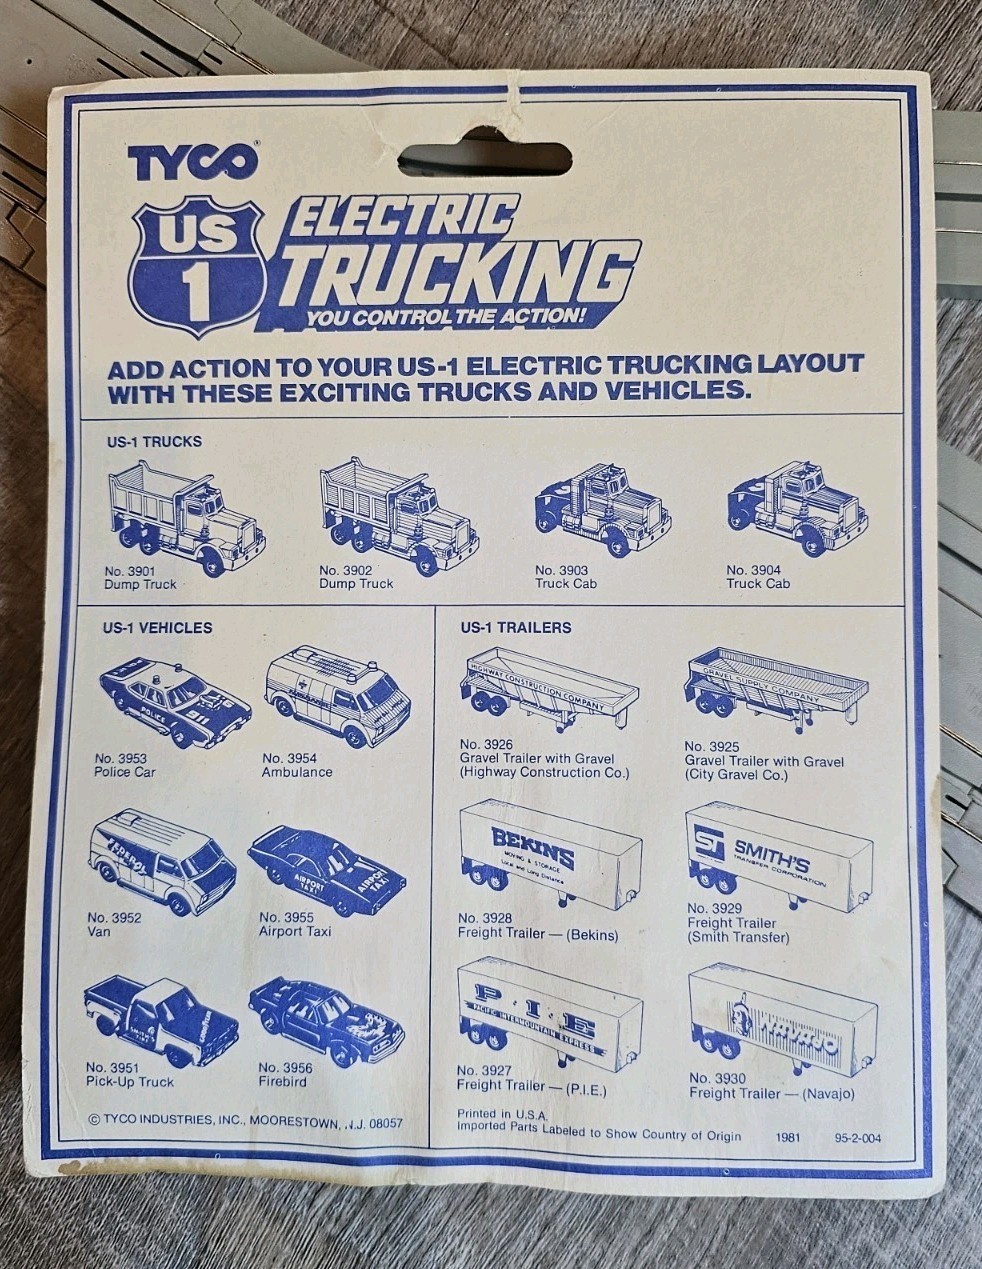 TYCO®
US
1
ELECTRIC
TRUCKING
YOU CONTROL THE ACTION!
ADD ACTION TO YOUR US-1 ELECTRIC TRUCKING LAYOUT
WITH THESE EXCITING TRUCKS AND VEHICLES.
US-1 TRUCKS
No. 3901
Dump Truck
No. 3902
Dump Truck
No. 3903
Truck Cab
No. 3904
Truck Cab
US-1 VEHICLES
POLICE
911
No. 3953
Police Car
No. 3954
Ambulance
FEDERAL
No. 3952
Van
AIRPORT
TAXI
AIRPORT
TAXI
No. 3955
Airport Taxi
No. 3951
Pick-Up Truck
No. 3956
Firebird
© TYCO INDUSTRIES, INC., MOORESTOWN, N.J. 08057
US-1 TRAILERS
HIGHWAY CONSTRUCTION COMPANY
No. 3926
Gravel Trailer with Gravel
(Highway Construction Co.)
GRAVEL SUPPLY COMPANY
No. 3925
Gravel Trailer with Gravel
(City Gravel Co.)
BEKINS
MOVING & STORAGE
Local and Long Distance
No. 3928
Freight Trailer — (Bekins)
ST
SMITH'S
TRANSFER CORPORATION
No. 3929
Freight Trailer
(Smith Transfer)
P·I·E
PACIFIC INTERMOUNTAIN EXPRESS
No. 3927
Freight Trailer — (P.I.E.)
NAVAJO
No. 3930
Freight Trailer — (Navajo)
Printed in U.S.A.
Imported Parts Labeled to Show Country of Origin
1981
95-2-004